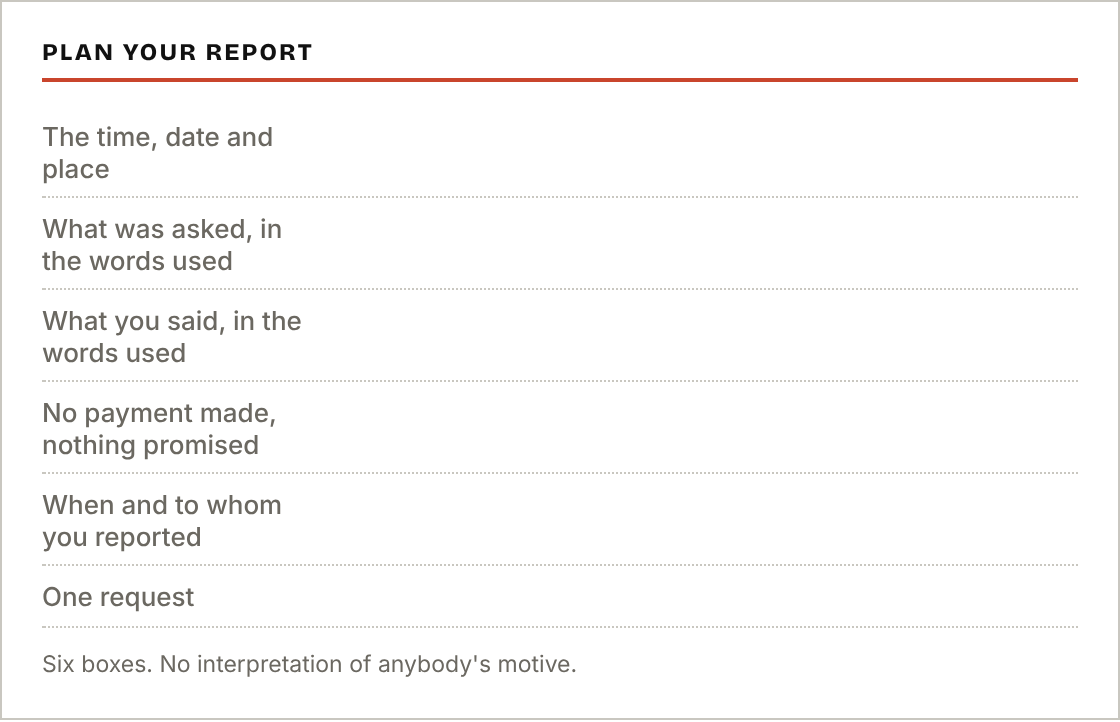 PLAN YOUR REPORT
The time, date and
place
What was asked, in
the words used
What you said, in the
words used
No payment made,
nothing promised
When and to whom
you reported
One request
Six boxes. No interpretation of anybody's motive.